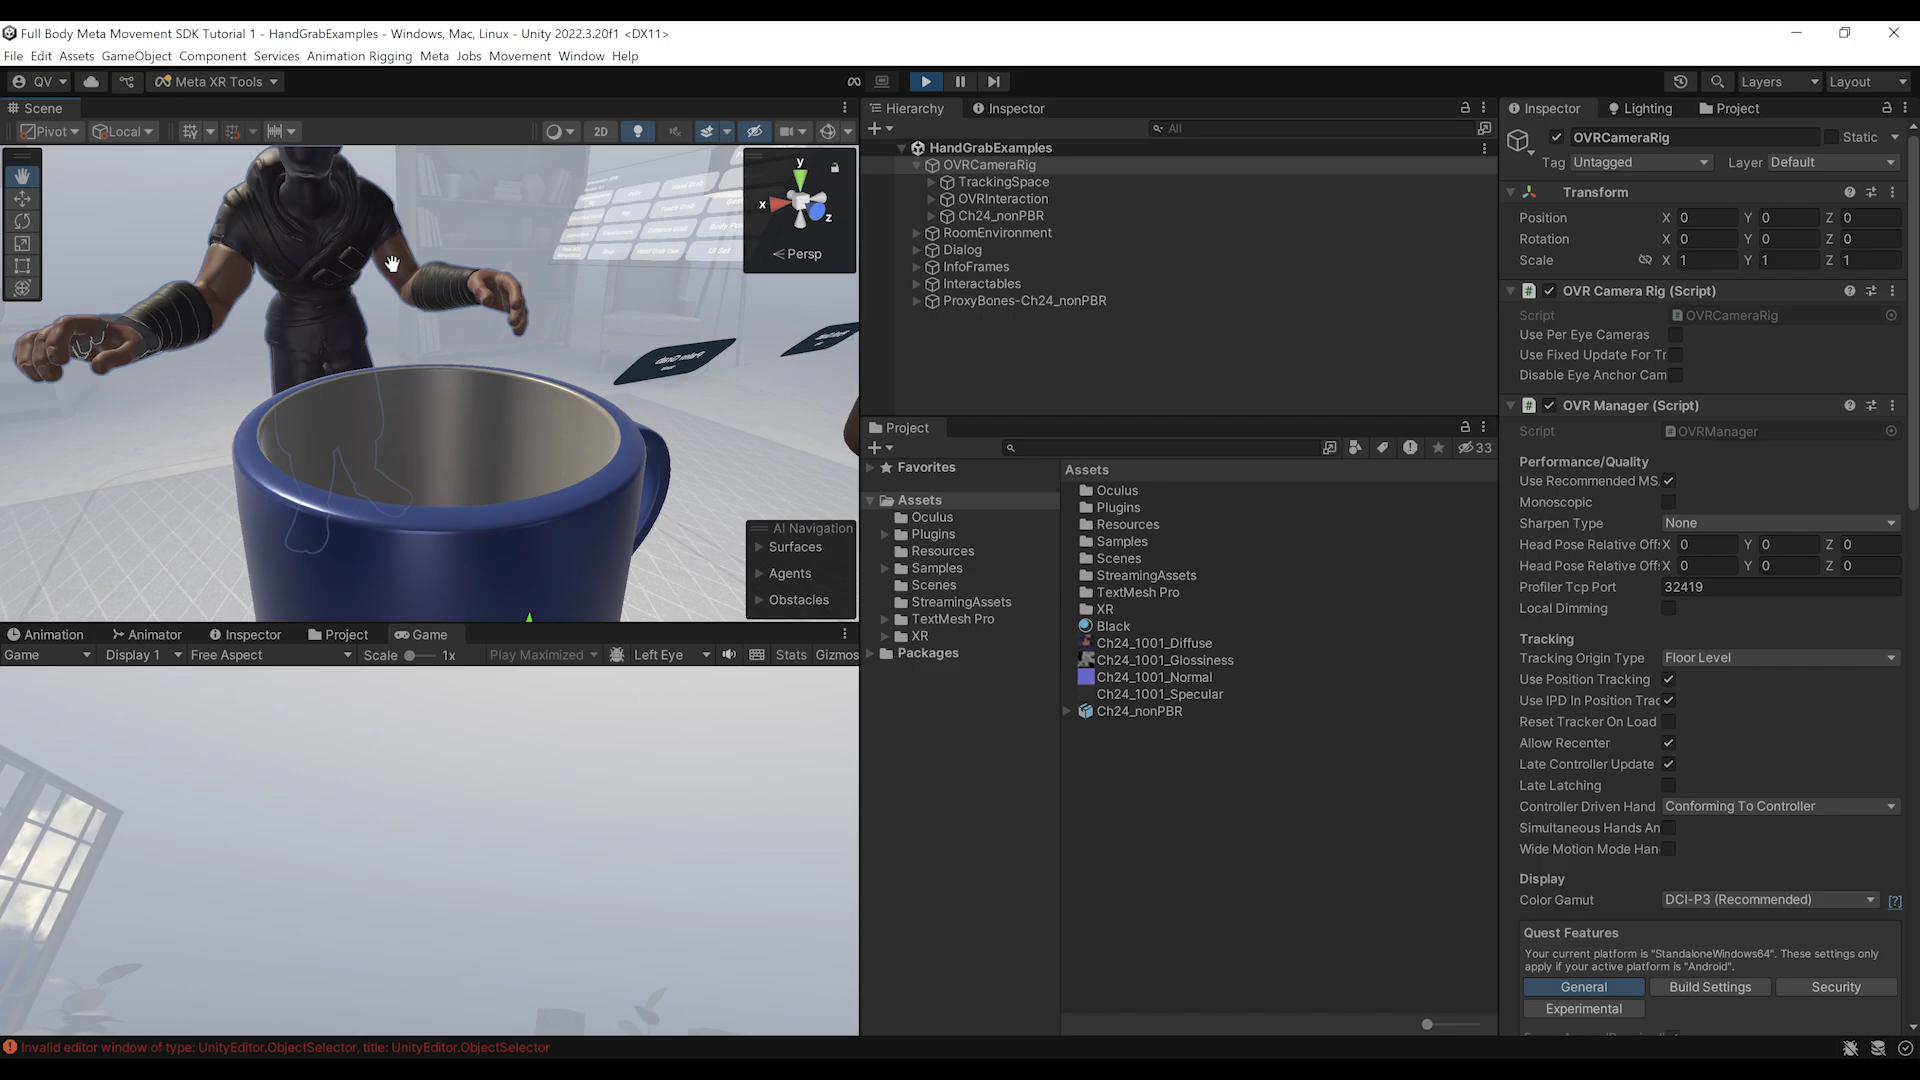 Full Body Meta Movement SDK Tutorial 1 - HandGrabExamples - Windows, Mac, Linux - Unity 2022.3.20f1 <DX11>
File Edit Assets GameObject Component Services Animation Rigging Meta Jobs Movement Window Help
QV Meta XR Tools Layers Layout
Scene
Pivot Local 2D
y
x
z
Persp
AI Navigation
Surfaces
Agents
Obstacles
Hierarchy Inspector
All
HandGrabExamples
OVRCameraRig
TrackingSpace
OVRInteraction
Ch24_nonPBR
RoomEnvironment
Dialog
InfoFrames
Interactables
ProxyBones-Ch24_nonPBR
Animation Animator Inspector Project Game
Game Display 1 Free Aspect Scale 1x Play Maximized Left Eye Stats Gizmos
Project
33
Favorites
Assets
Oculus
Plugins
Resources
Samples
Scenes
StreamingAssets
TextMesh Pro
XR
Packages
Assets
Oculus
Plugins
Resources
Samples
Scenes
StreamingAssets
TextMesh Pro
XR
Black
Ch24_1001_Diffuse
Ch24_1001_Glossiness
Ch24_1001_Normal
Ch24_1001_Specular
Ch24_nonPBR
Inspector Lighting Project
OVRCameraRig Static
Tag Untagged Layer Default
Transform
Position X 0 Y 0 Z 0
Rotation X 0 Y 0 Z 0
Scale X 1 Y 1 Z 1
OVR Camera Rig (Script)
Script OVRCameraRig
Use Per Eye Cameras
Use Fixed Update For Tr
Disable Eye Anchor Cam
OVR Manager (Script)
Script OVRManager
Performance/Quality
Use Recommended MS
Monoscopic
Sharpen Type None
Head Pose Relative Off X 0 Y 0 Z 0
Head Pose Relative Off X 0 Y 0 Z 0
Profiler Tcp Port 32419
Local Dimming
Tracking
Tracking Origin Type Floor Level
Use Position Tracking
Use IPD In Position Trac
Reset Tracker On Load
Allow Recenter
Late Controller Update
Late Latching
Controller Driven Hand Conforming To Controller
Simultaneous Hands An
Wide Motion Mode Han
Display
Color Gamut DCI-P3 (Recommended) [?]
Quest Features
Your current platform is "StandaloneWindows64". These settings only
apply if your active platform is "Android".
General Build Settings Security
Experimental
Invalid editor window of type: UnityEditor.ObjectSelector, title: UnityEditor.ObjectSelector